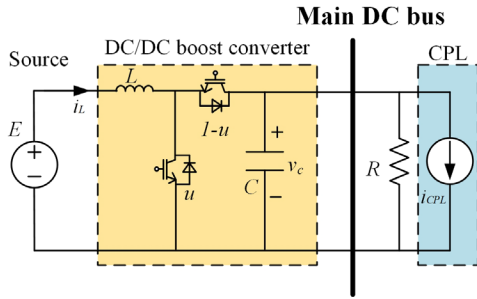 Main DC bus
DC/DC boost converter
CPL
Source
L
i_L
E
1-u
u
+
v_c
C
−
R
i_CPL
+
−